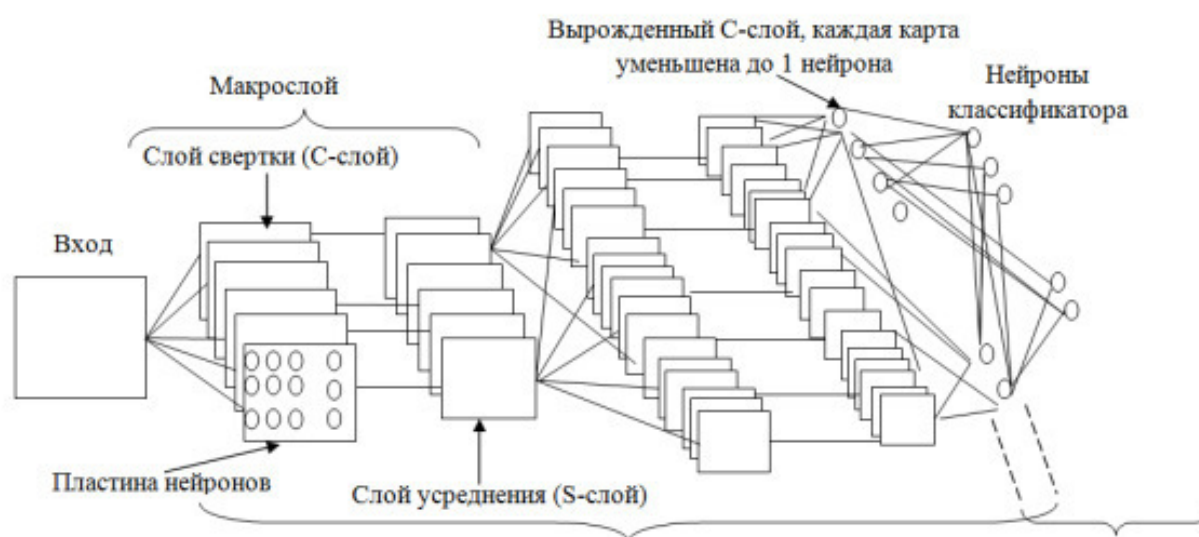 Вырожденный С-слой, каждая карта
уменьшена до 1 нейрона
Нейроны
классификатора
Макрослой
Слой свертки (С-слой)
Вход
Пластина нейронов
Слой усреднения (S-слой)